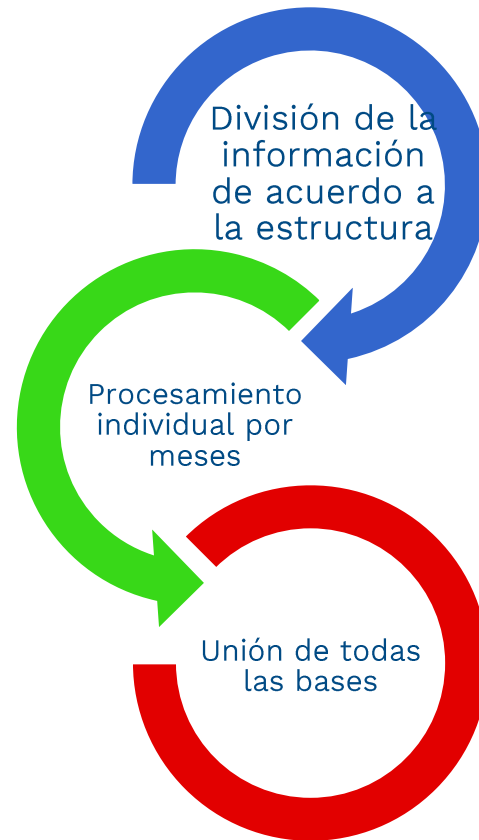 División de la
información
de acuerdo a
la estructura
Procesamiento
individual por
meses
Unión de todas
las bases